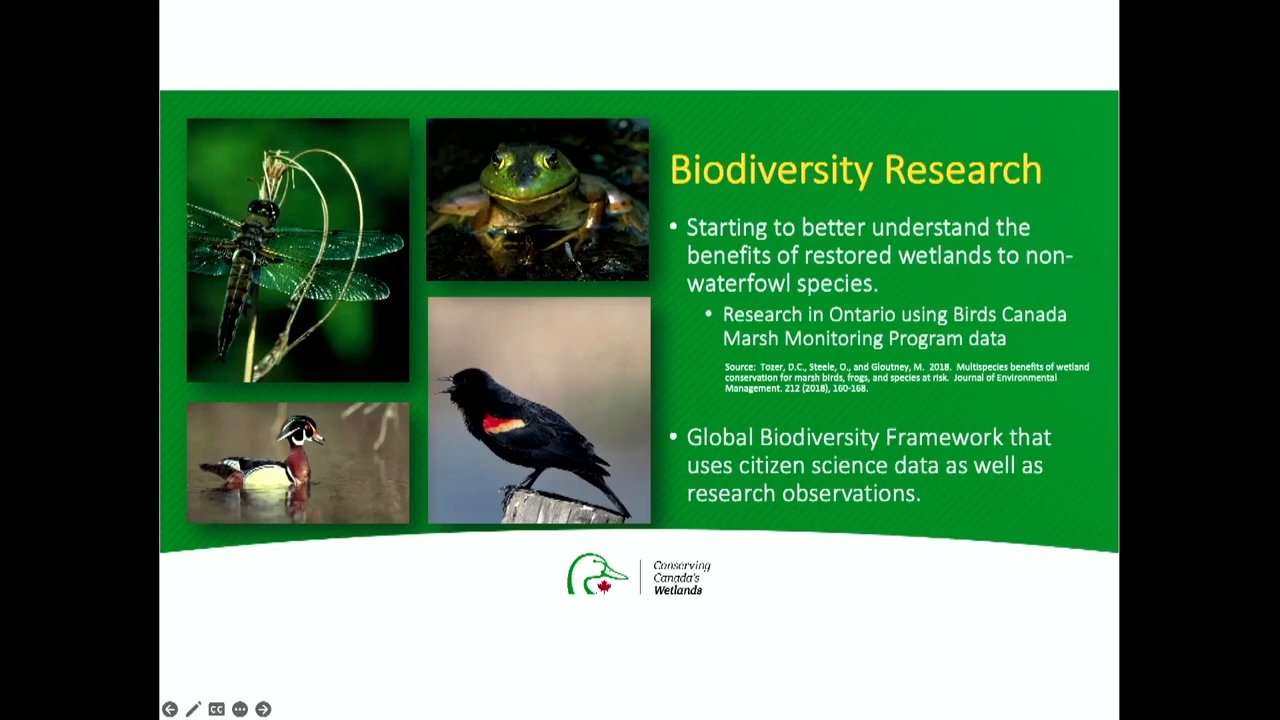 Biodiversity Research
• Starting to better understand the
benefits of restored wetlands to non-
waterfowl species.
• Research in Ontario using Birds Canada
Marsh Monitoring Program data
Source: Tozer, D.C., Steele, O., and Gloutney, M. 2018. Multispecies benefits of wetland
conservation for marsh birds, frogs, and species at risk. Journal of Environmental
Management. 212 (2018), 160-168.
• Global Biodiversity Framework that
uses citizen science data as well as
research observations.
Conserving
Canada's
Wetlands
CC